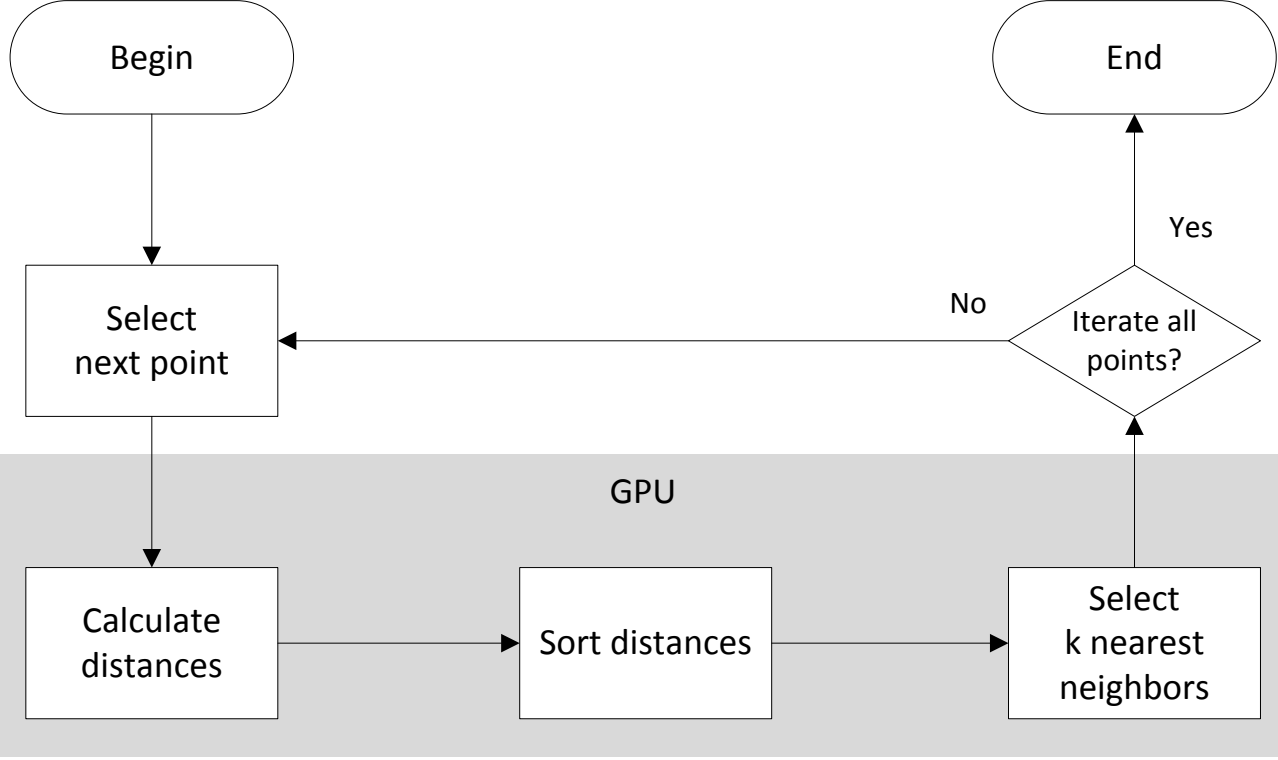 Begin
End
Yes
No
Select
next point
Iterate all
points?
GPU
Calculate
distances
Sort distances
Select
k nearest
neighbors